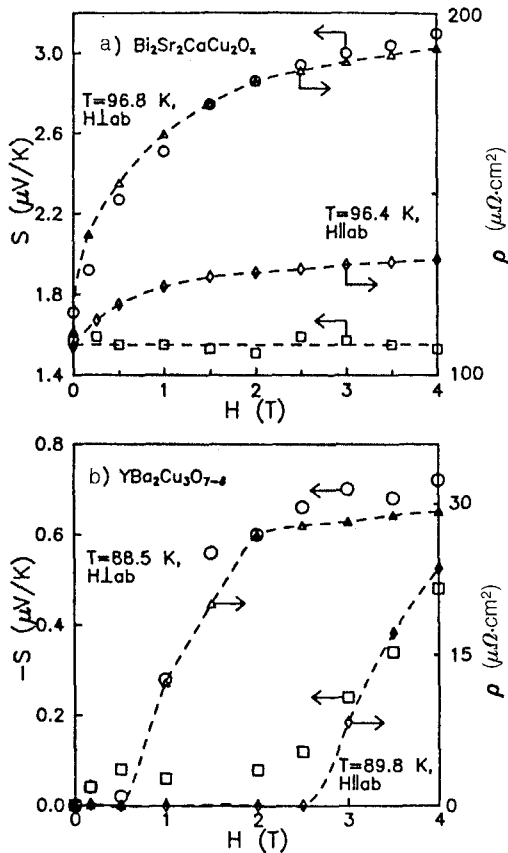 a) Bi₂Sr₂CaCu₂Oₓ
3.0
2.6
2.2
1.8
1.4
S (μV/K)
T=96.8 K,
H⊥ab
T=96.4 K,
H∥ab
200
100
ρ (μΩ·cm²)
0 1 2 3 4
H (T)
b) YBa₂Cu₃O₇₋δ
0.8
0.6
0.4
0.2
0.0
−S (μV/K)
T=88.5 K,
H⊥ab
T=89.8 K,
H∥ab
30
15
0
ρ (μΩ·cm²)
0 1 2 3 4
H (T)